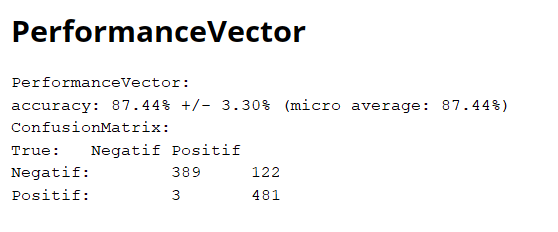 PerformanceVector
PerformanceVector:
accuracy: 87.44% +/- 3.30% (micro average: 87.44%)
ConfusionMatrix:
True: Negatif Positif
Negatif: 389 122
Positif: 3 481